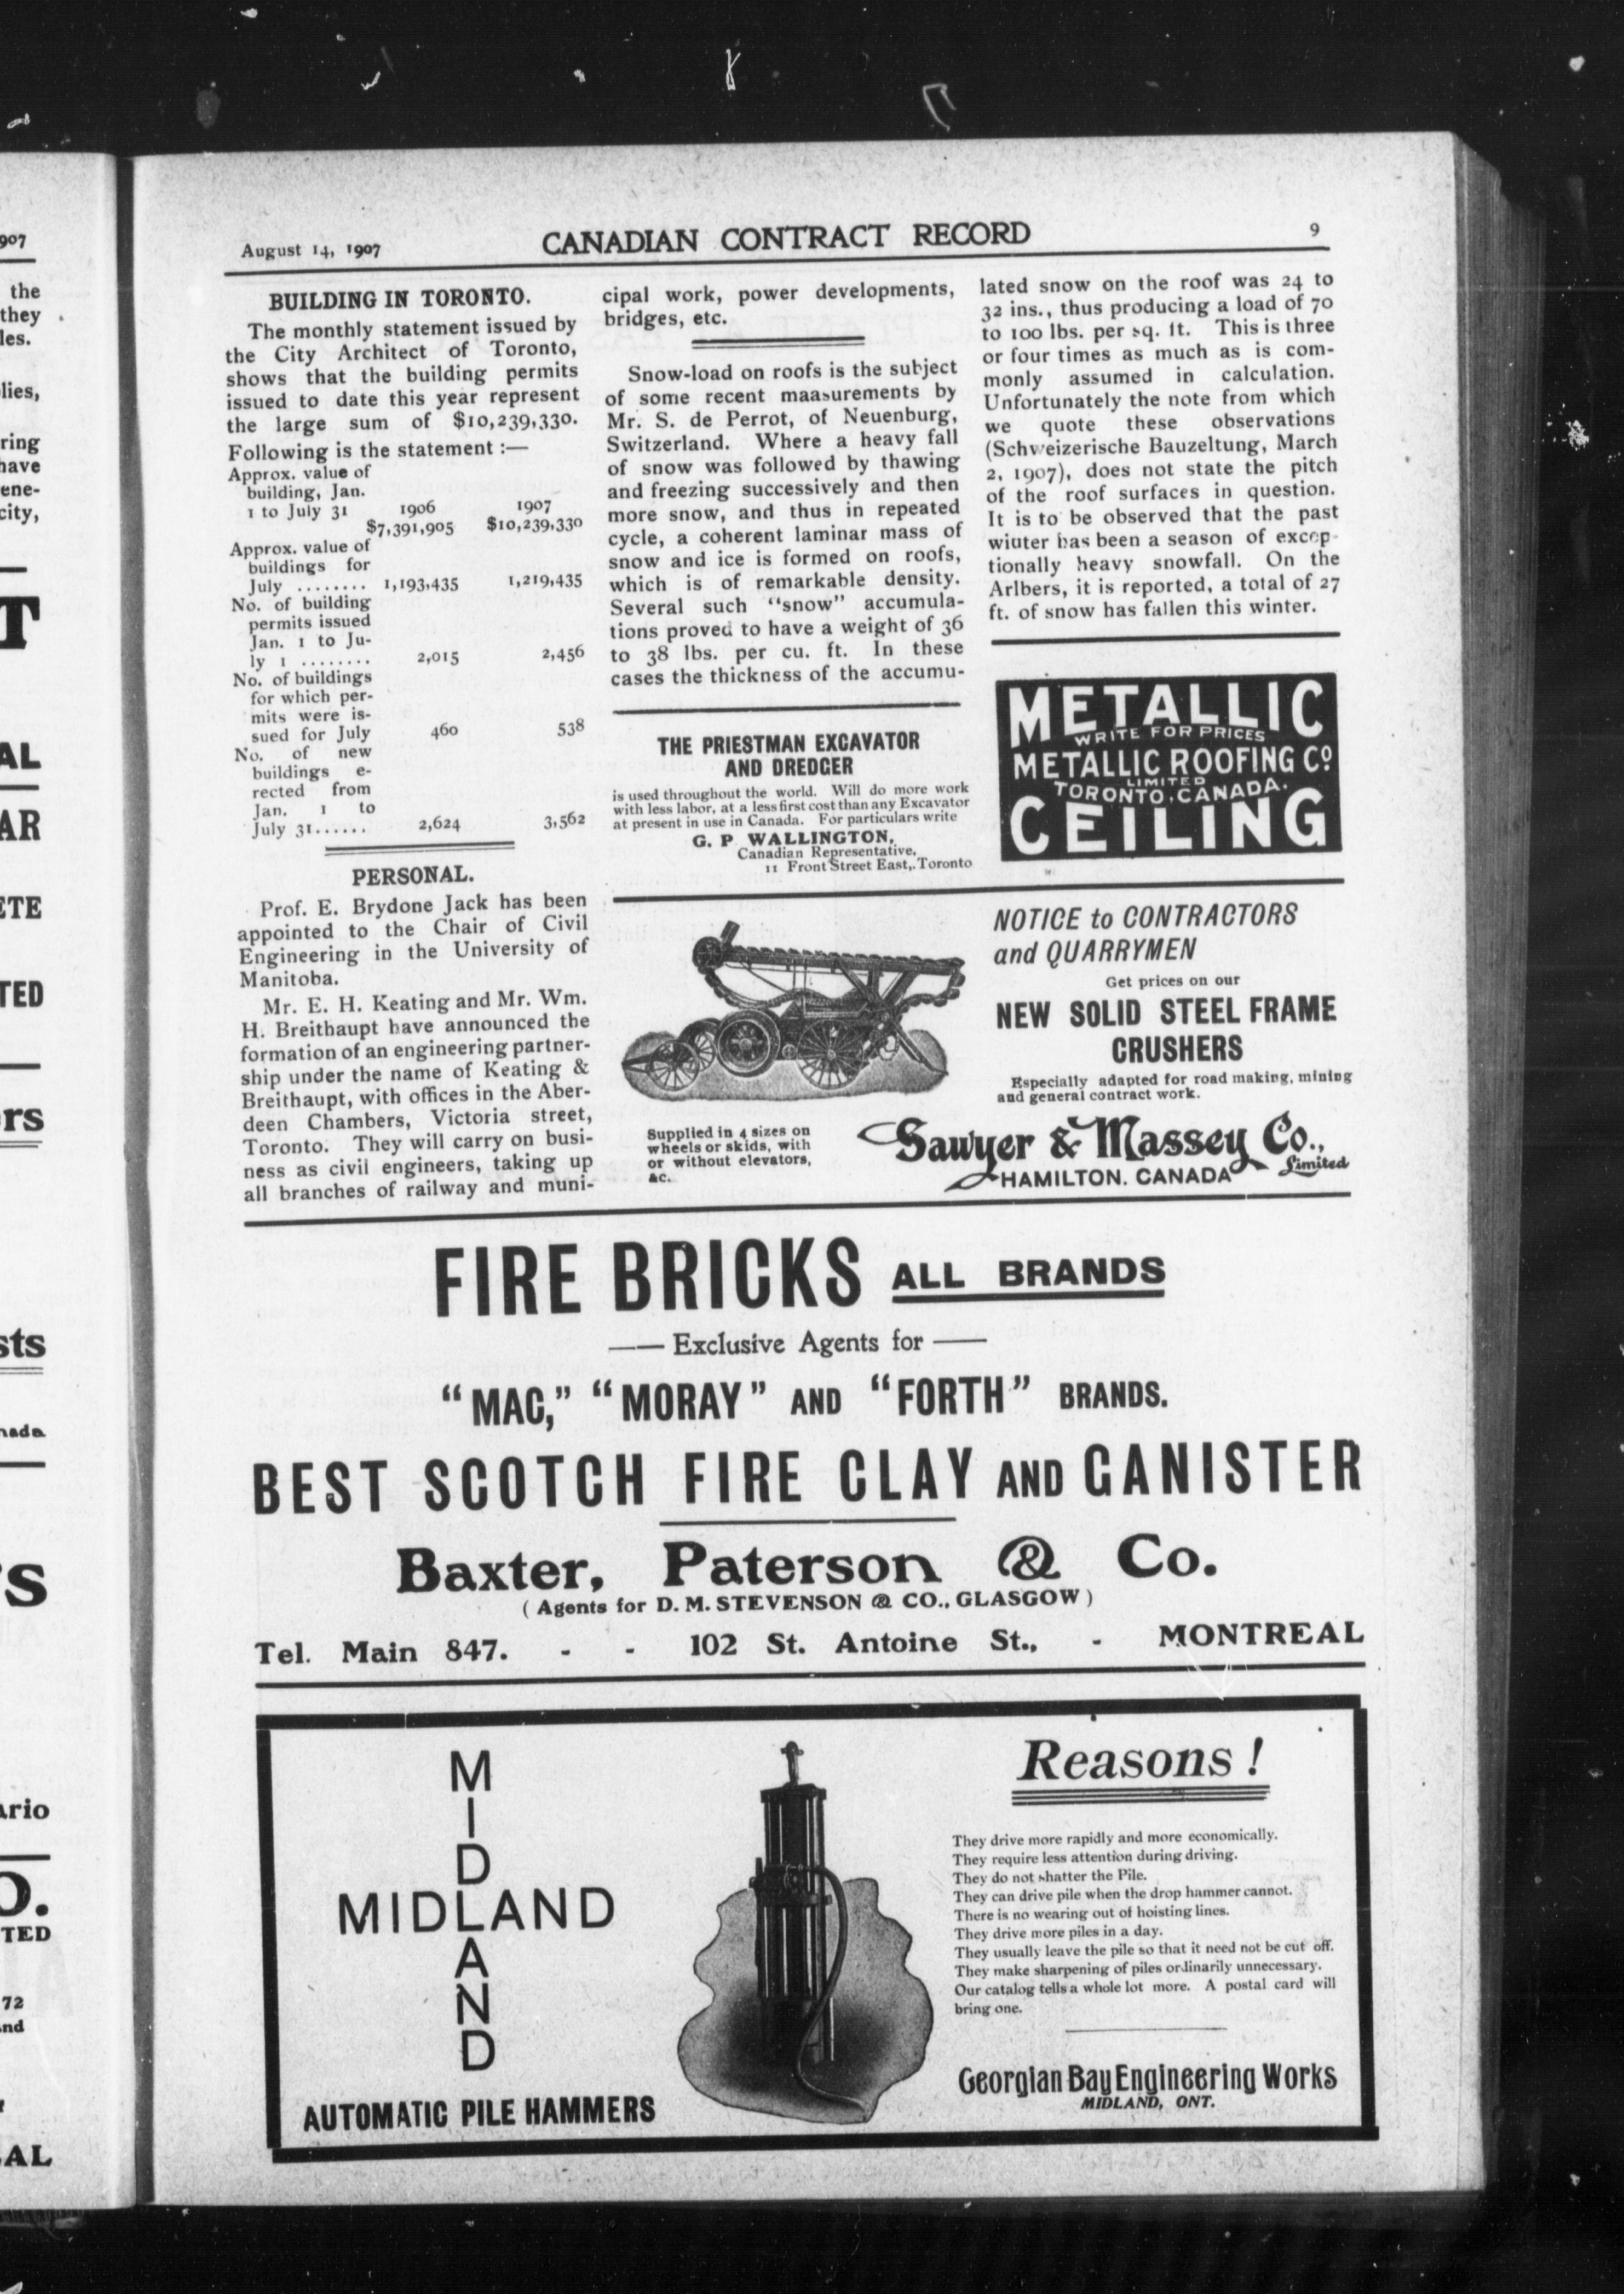 907
the
they
les.
lies,
ring
have
ene-
city,
T
AL
AR
ETE
TED
rs
sts
nada
's
ario
O.
TED
72
and
AL
August 14, 1907
CANADIAN CONTRACT RECORD
9
BUILDING IN TORONTO.
The monthly statement issued by
the City Architect of Toronto,
shows that the building permits
issued to date this year represent
the large sum of $10,239,330.
Following is the statement :—
Approx. value of
building, Jan.
1 to July 31 1906 1907
$7,391,905 $10,239,330
Approx. value of
buildings for
July ........ 1,193,435 1,219,435
No. of building
permits issued
Jan. 1 to Ju-
ly 1 ........ 2,015 2,456
No. of buildings
for which per-
mits were is-
sued for July 460 538
No. of new
buildings e-
rected from
Jan. 1 to
July 31...... 2,624 3,562
PERSONAL.
Prof. E. Brydone Jack has been
appointed to the Chair of Civil
Engineering in the University of
Manitoba.
Mr. E. H. Keating and Mr. Wm.
H. Breithaupt have announced the
formation of an engineering partner-
ship under the name of Keating &
Breithaupt, with offices in the Aber-
deen Chambers, Victoria street,
Toronto. They will carry on busi-
ness as civil engineers, taking up
all branches of railway and muni-
cipal work, power developments,
bridges, etc.
Snow-load on roofs is the subject
of some recent maasurements by
Mr. S. de Perrot, of Neuenburg,
Switzerland. Where a heavy fall
of snow was followed by thawing
and freezing successively and then
more snow, and thus in repeated
cycle, a coherent laminar mass of
snow and ice is formed on roofs,
which is of remarkable density.
Several such "snow" accumula-
tions proved to have a weight of 36
to 38 lbs. per cu. ft. In these
cases the thickness of the accumu-
lated snow on the roof was 24 to
32 ins., thus producing a load of 70
to 100 lbs. per sq. ft. This is three
or four times as much as is com-
monly assumed in calculation.
Unfortunately the note from which
we quote these observations
(Schweizerische Bauzeltung, March
2, 1907), does not state the pitch
of the roof surfaces in question.
It is to be observed that the past
wiuter has been a season of excep-
tionally heavy snowfall. On the
Arlbers, it is reported, a total of 27
ft. of snow has fallen this winter.
THE PRIESTMAN EXCAVATOR
AND DREDGER
is used throughout the world. Will do more work
with less labor, at a less first cost than any Excavator
at present in use in Canada. For particulars write
G. P WALLINGTON,
Canadian Representative,
11 Front Street East, Toronto
METALLIC
WRITE FOR PRICES
METALLIC ROOFING Co.
LIMITED
TORONTO, CANADA.
CEILING
NOTICE to CONTRACTORS
and QUARRYMEN
Get prices on our
NEW SOLID STEEL FRAME
CRUSHERS
Especially adapted for road making, mining
and general contract work.
Supplied in 4 sizes on
wheels or skids, with
or without elevators,
&c.
Sawyer & Massey Co.,
Limited
HAMILTON. CANADA
FIRE BRICKS ALL BRANDS
—— Exclusive Agents for ——
"MAC," "MORAY" AND "FORTH" BRANDS.
BEST SCOTCH FIRE CLAY AND GANISTER
Baxter, Paterson & Co.
( Agents for D. M. STEVENSON & CO., GLASGOW )
Tel. Main 847. - - 102 St. Antoine St., - MONTREAL
MIDLAND
MIDLAND
AUTOMATIC PILE HAMMERS
Reasons !
They drive more rapidly and more economically.
They require less attention during driving.
They do not shatter the Pile.
They can drive pile when the drop hammer cannot.
There is no wearing out of hoisting lines.
They drive more piles in a day.
They usually leave the pile so that it need not be cut off.
They make sharpening of piles ordinarily unnecessary.
Our catalog tells a whole lot more. A postal card will
bring one.
Georgian Bay Engineering Works
MIDLAND, ONT.